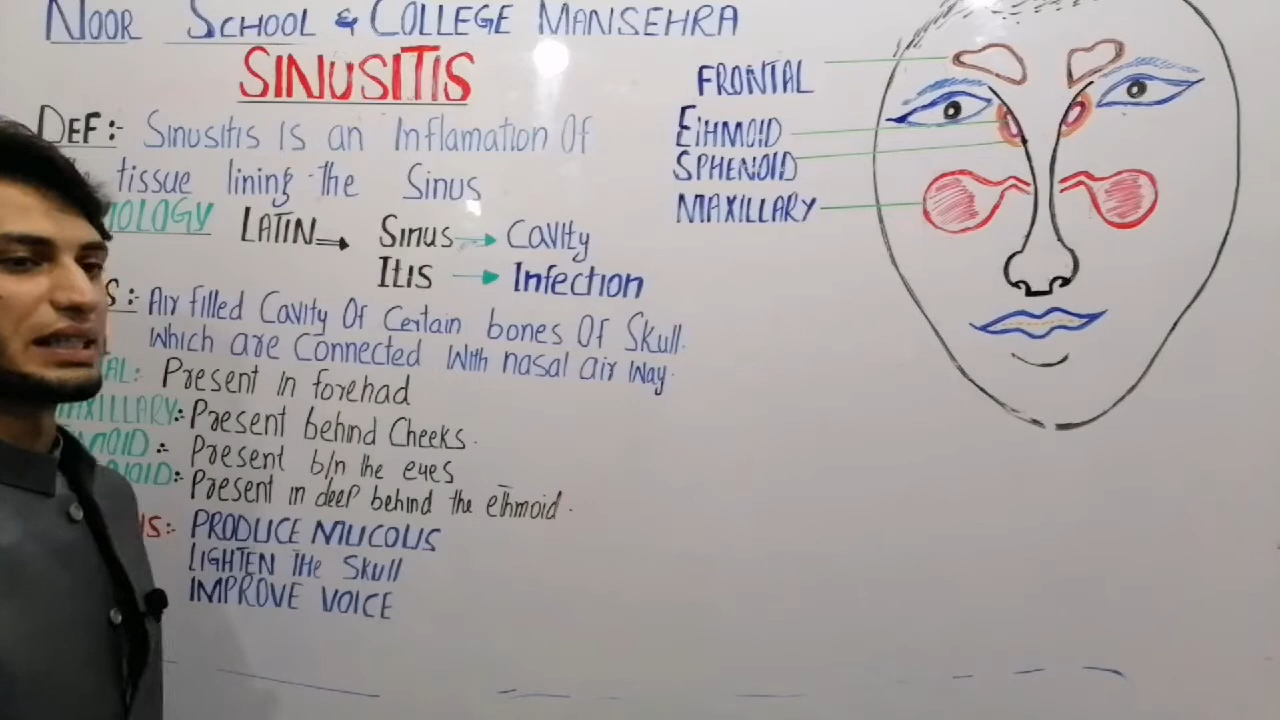 NOOR SCHOOL & COLLEGE MANSEHRA
SINUSITIS
DEF:- Sinusitis Is an Inflamation Of
tissue lining the Sinus
LATIN → Sinus → Cavity
Itis → Infection
Air filled Cavity Of Certain bones Of Skull.
Which are Connected With nasal air Way.
Present In forehad
Present behind Cheeks.
Present b/n the eyes
Present in deep behind the ethmoid.
PRODUCE MUCOUS
LIGHTEN THe Skull
IMPROVE VOICE
FRONTAL
EIHMOID
SPHENOID
MAXILLARY